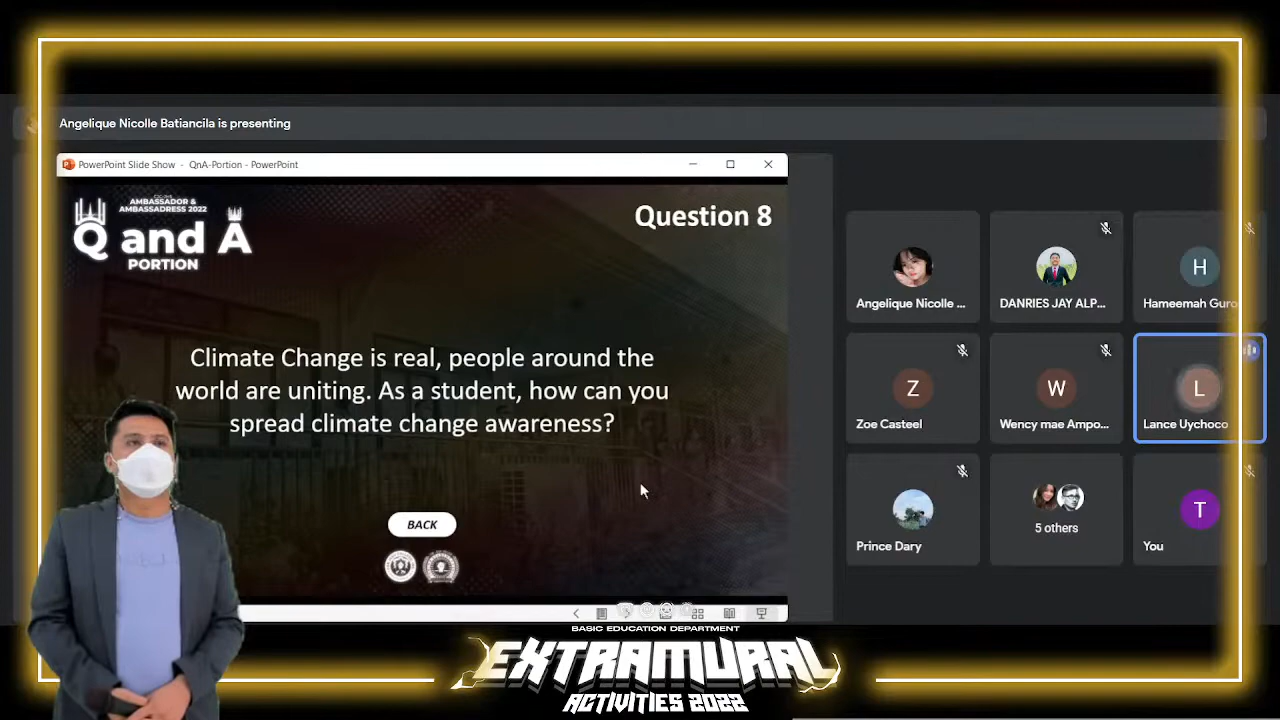 Angelique Nicolle Batiancila is presenting
PowerPoint Slide Show - QnA-Portion - PowerPoint
AMBASSADOR &
AMBASSADRESS 2022
Q and A
PORTION
Question 8
Climate Change is real, people around the
world are uniting. As a student, how can you
spread climate change awareness?
BACK
Angelique Nicolle ...
DANRIES JAY ALP...
H
Hameemah Guro
Z
Zoe Casteel
W
Wency mae Ampo...
L
Lance Uychoco
Prince Dary
5 others
T
You
BASIC EDUCATION DEPARTMENT
EXTRAMURAL
ACTIVITIES 2022